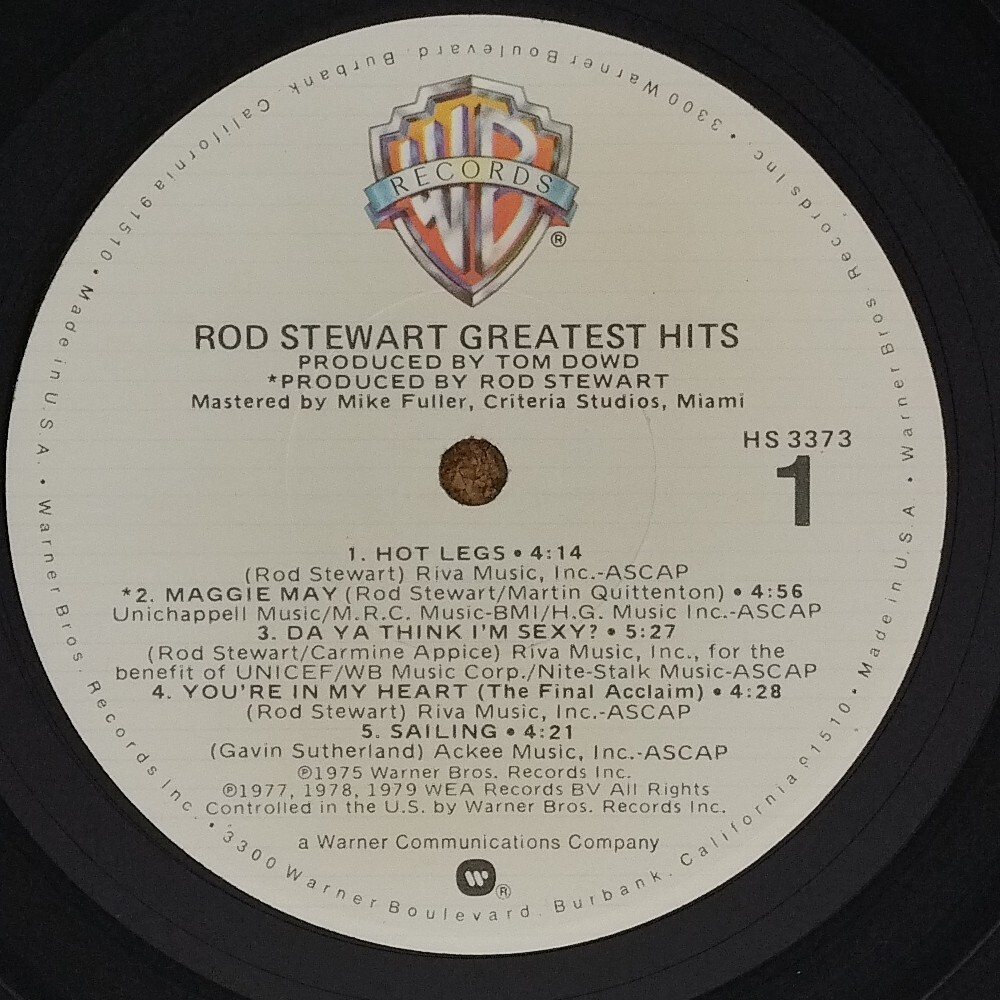 WB
RECORDS
®
ROD STEWART GREATEST HITS
PRODUCED BY TOM DOWD
*PRODUCED BY ROD STEWART
Mastered by Mike Fuller, Criteria Studios, Miami
HS 3373
1
1. HOT LEGS • 4:14
(Rod Stewart) Riva Music, Inc.-ASCAP
*2. MAGGIE MAY (Rod Stewart/Martin Quittenton) • 4:56
Unichappell Music/M.R.C. Music-BMI/H.G. Music Inc.-ASCAP
3. DA YA THINK I'M SEXY? • 5:27
(Rod Stewart/Carmine Appice) Riva Music, Inc., for the
benefit of UNICEF/WB Music Corp./Nite-Stalk Music-ASCAP
4. YOU'RE IN MY HEART (The Final Acclaim) • 4:28
(Rod Stewart) Riva Music, Inc.-ASCAP
5. SAILING • 4:21
(Gavin Sutherland) Ackee Music, Inc.-ASCAP
℗1975 Warner Bros. Records Inc.
℗1977, 1978, 1979 WEA Records BV All Rights
Controlled in the U.S. by Warner Bros. Records Inc.
a Warner Communications Company
W ®
Made in U.S.A. • Warner Bros. Records Inc. • 3300 Warner Boulevard. Burbank. California 91510 • Made in U.S.A. • Warner Bros. Records Inc. • 3300 Warner Boulevard. Burbank. California 91510 •